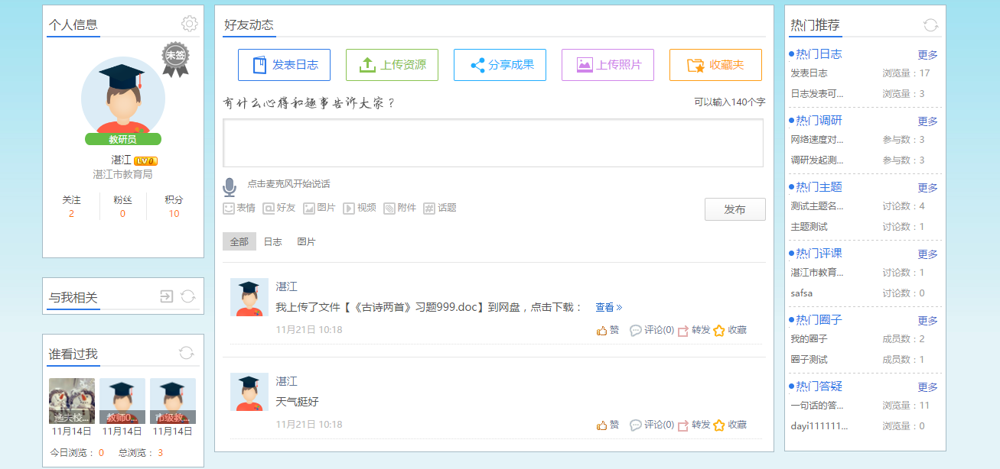 个人信息
未签
教研员
湛江 LV0
湛江市教育局
关注 粉丝 积分
2 0 10
与我相关
谁看过我
逸夫校... 教师0... 市级教...
11月14日 11月14日 11月14日
今日浏览： 0 总浏览： 3
好友动态
发表日志 上传资源 分享成果 上传照片 收藏夹
有什么心得和趣事告诉大家？ 可以输入140个字
点击麦克风开始说话
表情 好友 图片 视频 附件 话题
发布
全部 日志 图片
湛江
我上传了文件【《古诗两首》习题999.doc】到网盘，点击下载： 查看»
11月21日 10:18 赞 评论(0) 转发 收藏
湛江
天气挺好
11月21日 10:18 赞 评论(0) 转发 收藏
热门推荐
热门日志 更多
发表日志 浏览量：17
日志发表可... 浏览量：3
热门调研 更多
网络速度对... 参与数：3
调研发起测... 参与数：3
热门主题 更多
测试主题名... 讨论数：4
主题测试 讨论数：1
热门评课 更多
湛江市教育... 讨论数：1
safsa 讨论数：0
热门圈子 更多
我的圈子 成员数：2
圈子测试 成员数：1
热门答疑 更多
一句话的答... 浏览量：11
dayi111111... 浏览量：0